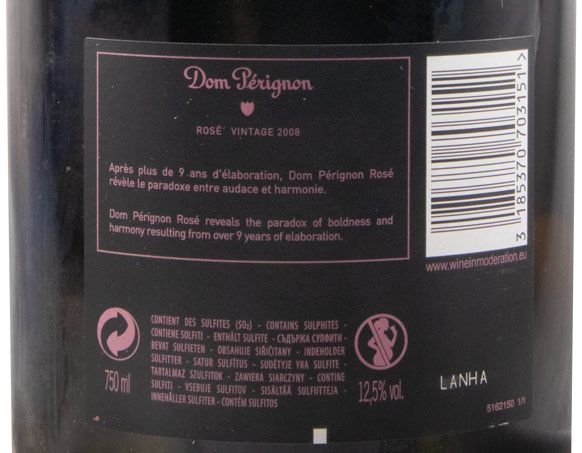 Dom Pérignon
ROSÉ VINTAGE 2008
Après plus de 9 ans d'élaboration, Dom Pérignon Rosé
révèle le paradoxe entre audace et harmonie.
Dom Pérignon Rosé reveals the paradox of boldness and
harmony resulting from over 9 years of elaboration.
3 185370 703151 >
www.wineinmoderation.eu
CONTIENT DES SULFITES (SO₂) - CONTAINS SULPHITES -
CONTIENE SOLFITI - ENTHÄLT SULFITE - СЪДЪРЖА СУЛФИТИ -
BEVAT SULFIETEN - OBSAHUJE SIŘIČITANY - INDEHOLDER
SULFITTER - SATUR SULFĪTUS - SUDĖTYJE YRA SULFITE -
TARTALMAZ SZULFITOK - ZAWIERA SIARCZYNY - CONTINE
SULFITI - VSEBUJE SULFITOV - SISÄLTÄÄ SULFIITTEJA -
INNEHÅLLER SULFITER - CONTÉM SULFITOS
750 ml
12,5% vol.
LANHA
5162150 1/1